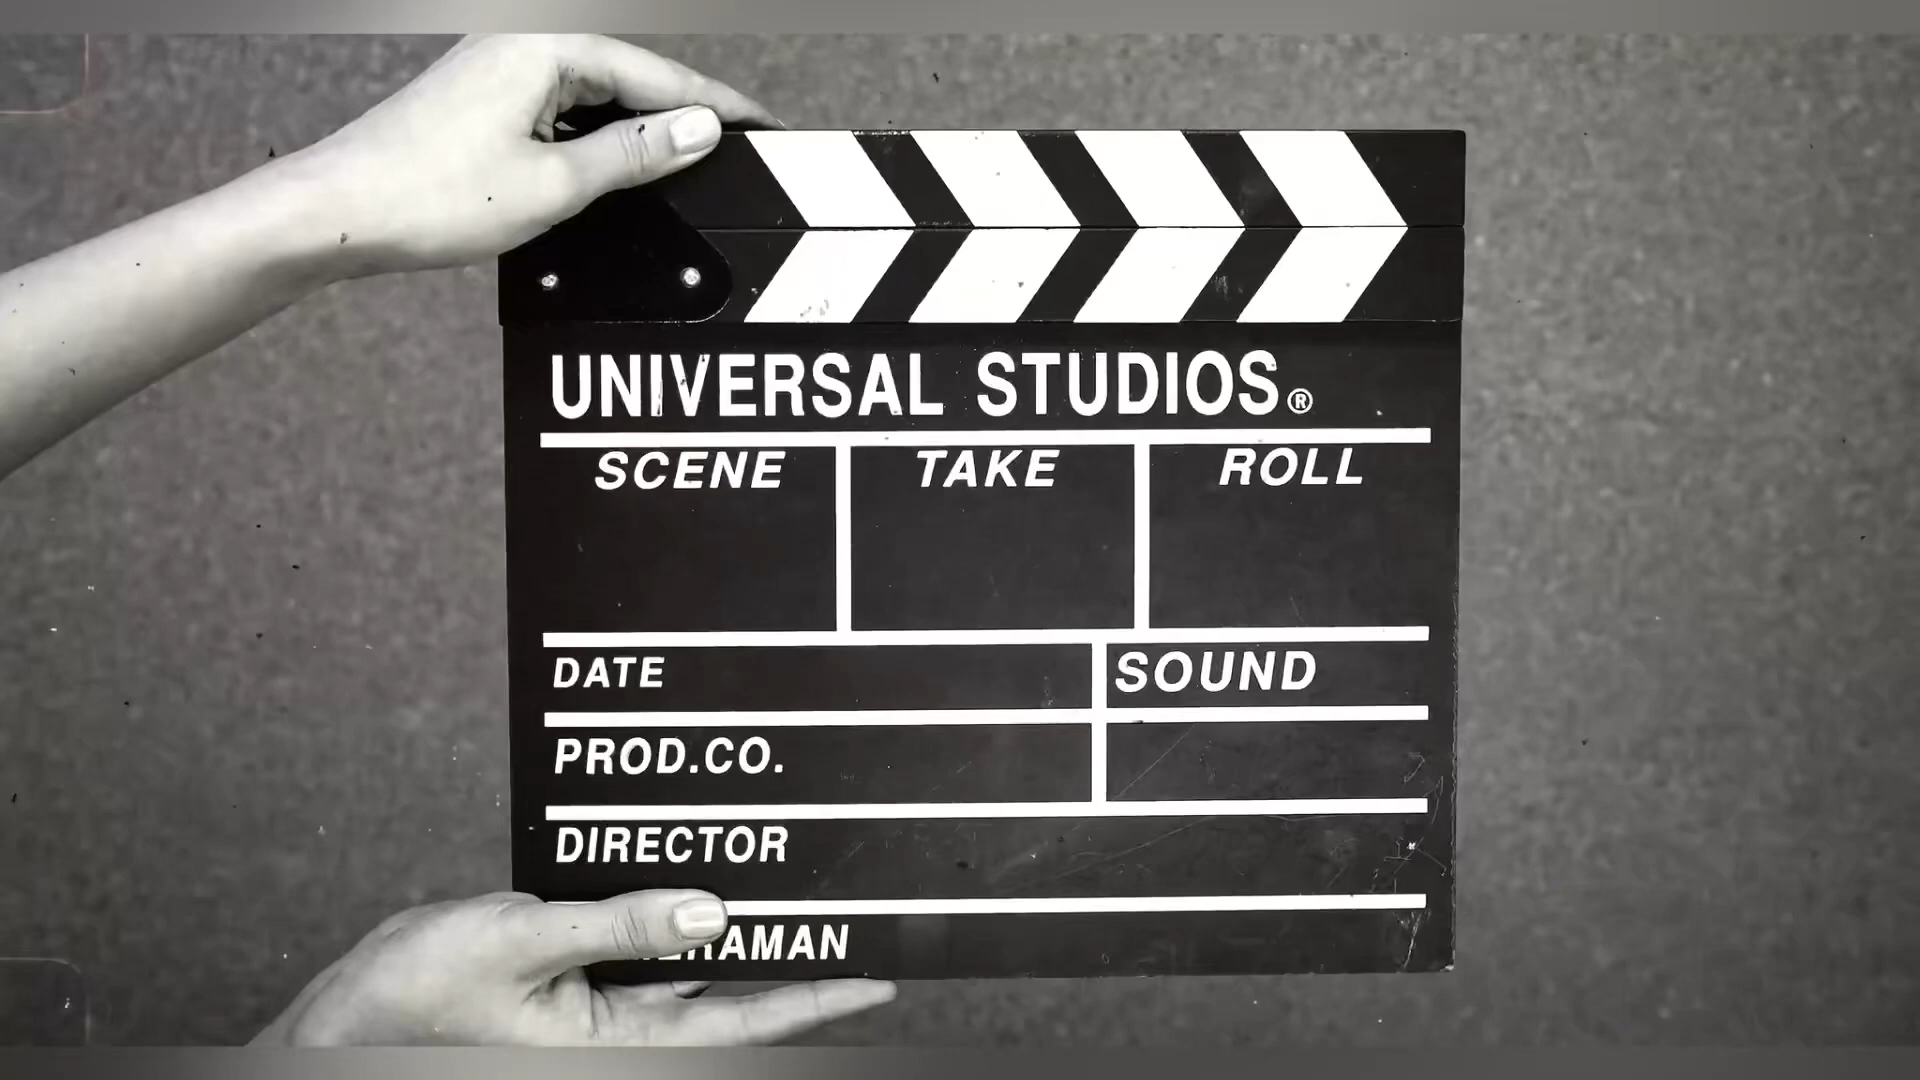 UNIVERSAL STUDIOS®
SCENE TAKE ROLL
DATE SOUND
PROD.CO.
DIRECTOR